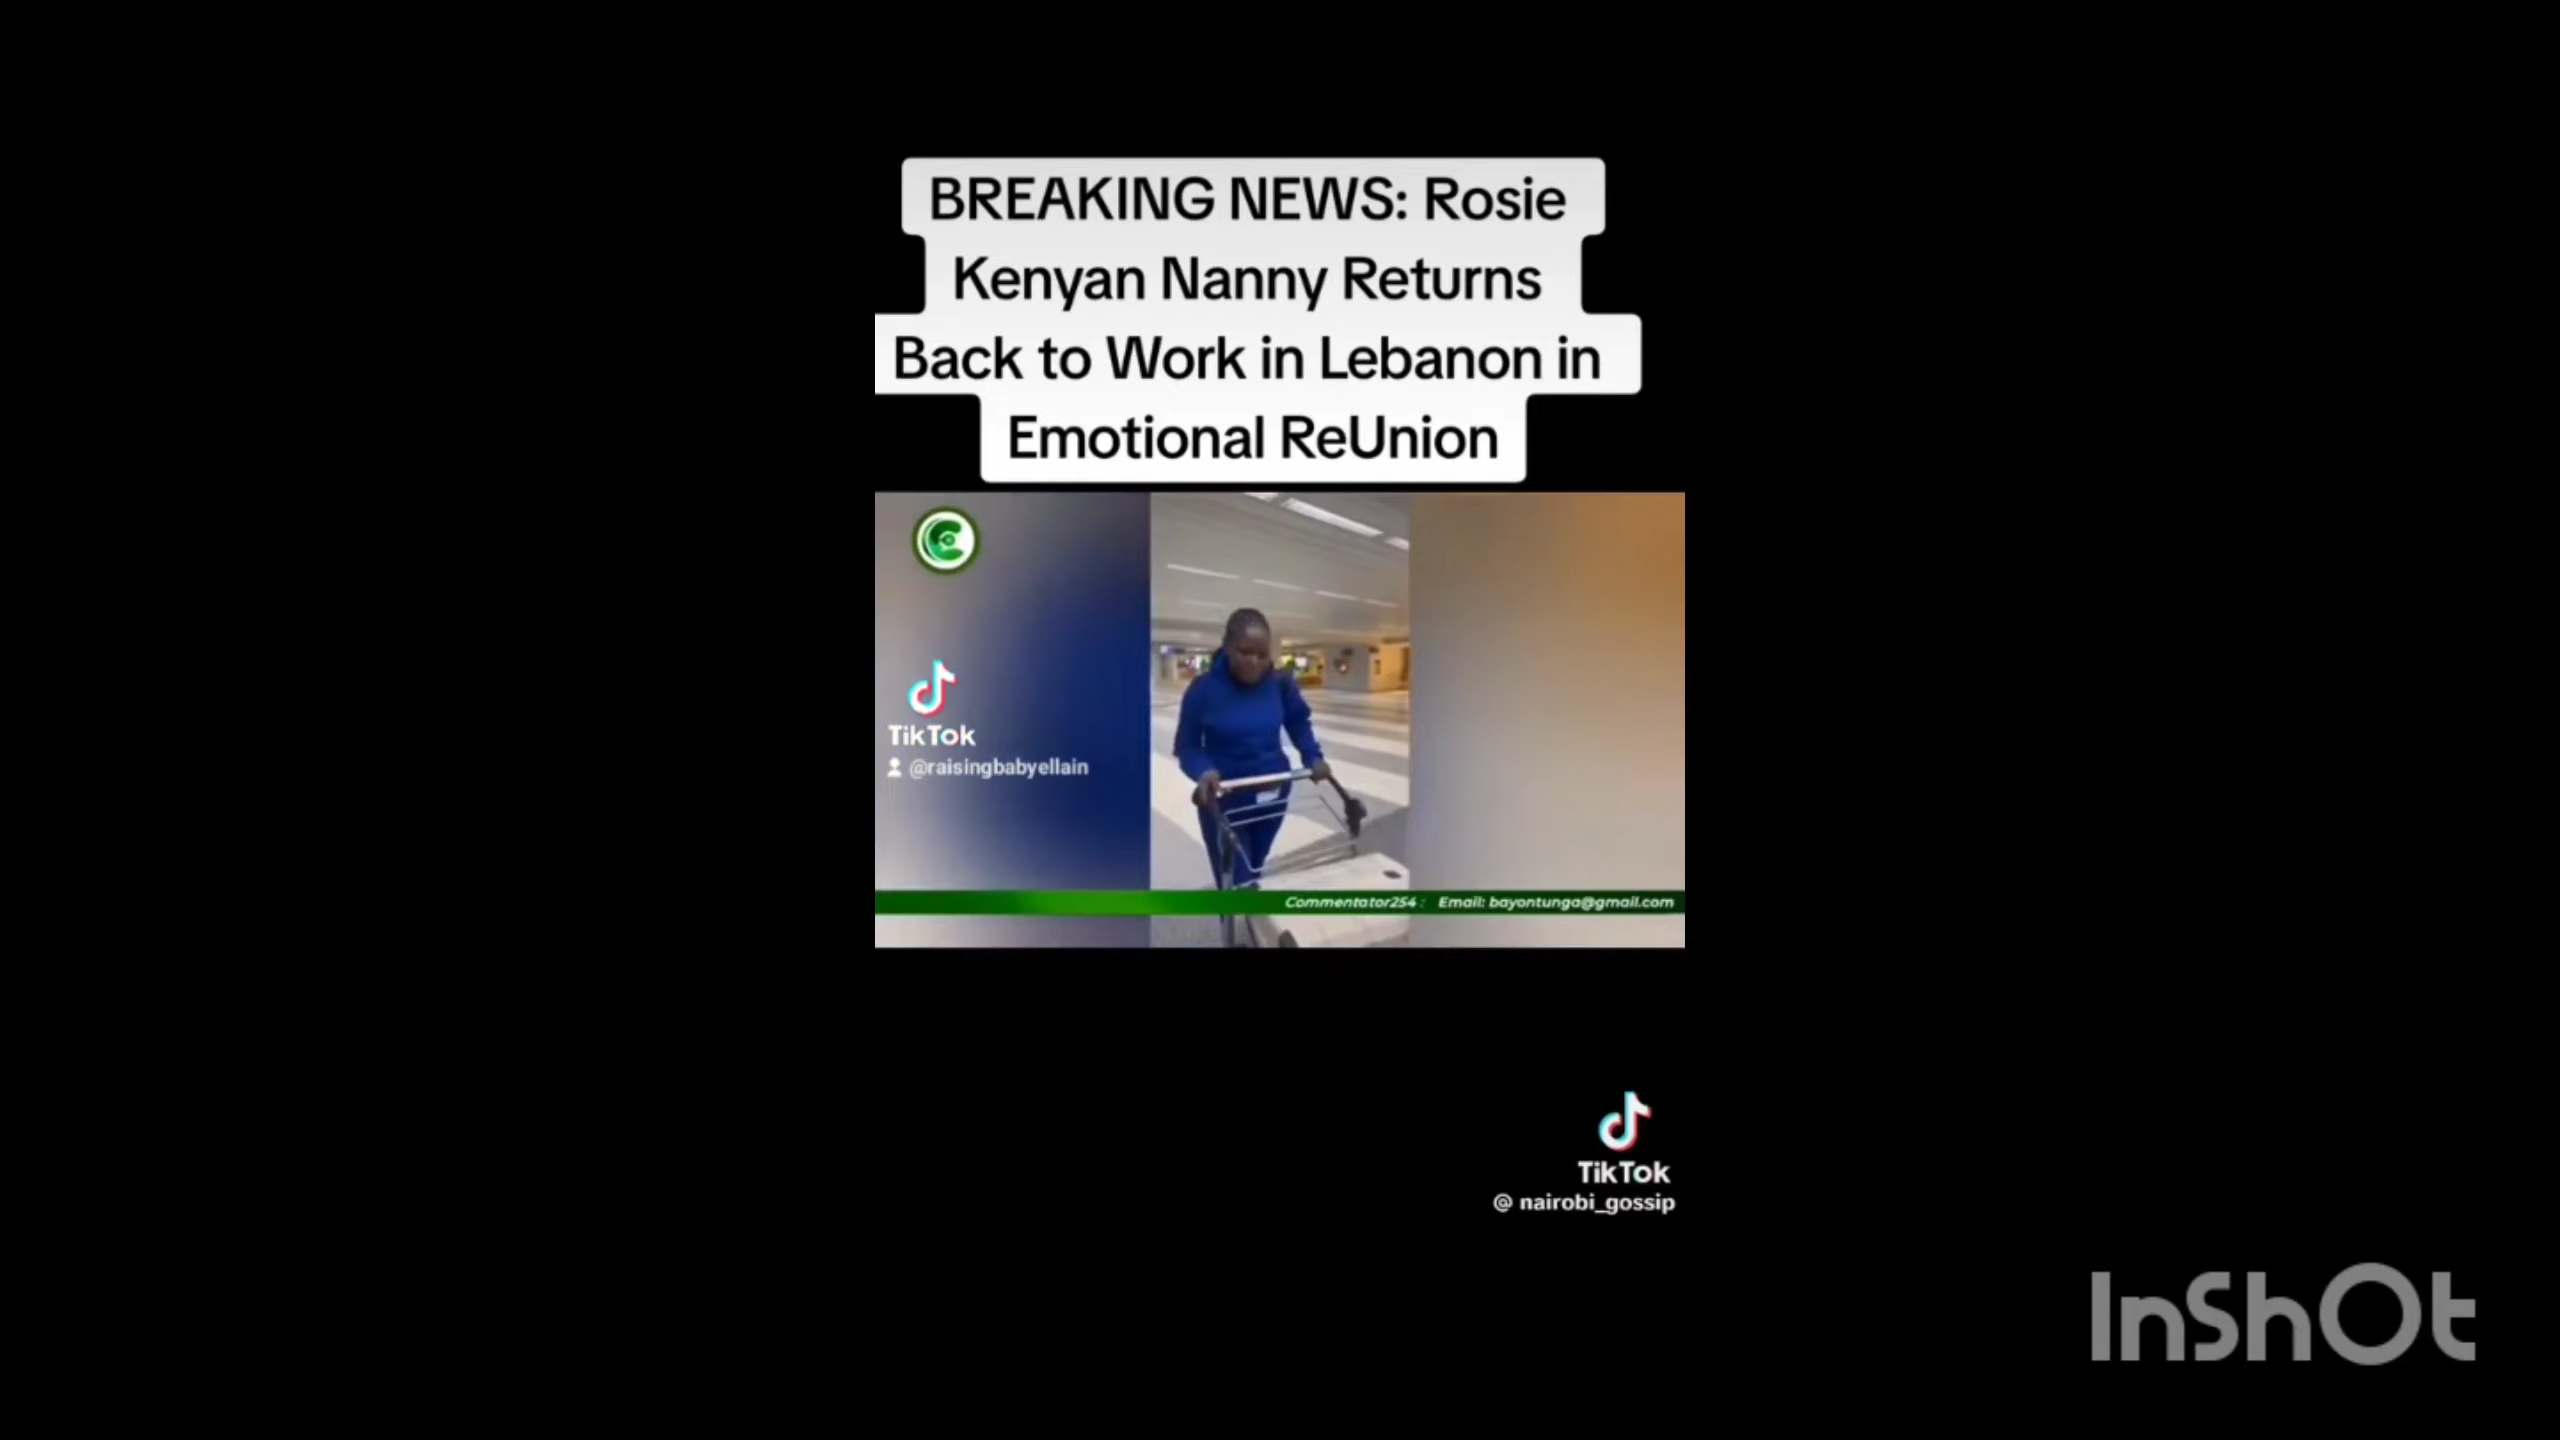 BREAKING NEWS: Rosie
Kenyan Nanny Returns
Back to Work in Lebanon in
Emotional ReUnion
TikTok
@raisingbabyellain
Commentator254 : Email: bayontunga@gmail.com
TikTok
@ nairobi_gossip
InShOt